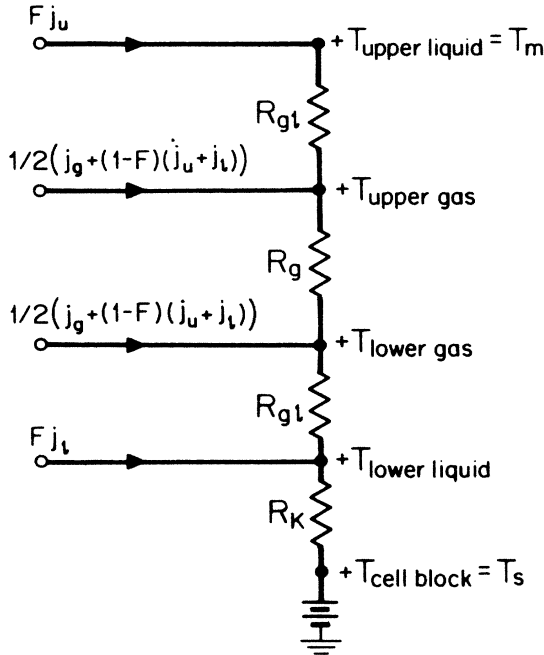 F j_u
+ T_upper liquid = T_m
R_gl
1/2(j_g+(1-F)(j_u+j_l))
+T_upper gas
R_g
1/2(j_g+(1-F)(j_u+j_l))
+T_lower gas
R_gl
F j_l
+T_lower liquid
R_K
+T_cell block = T_s